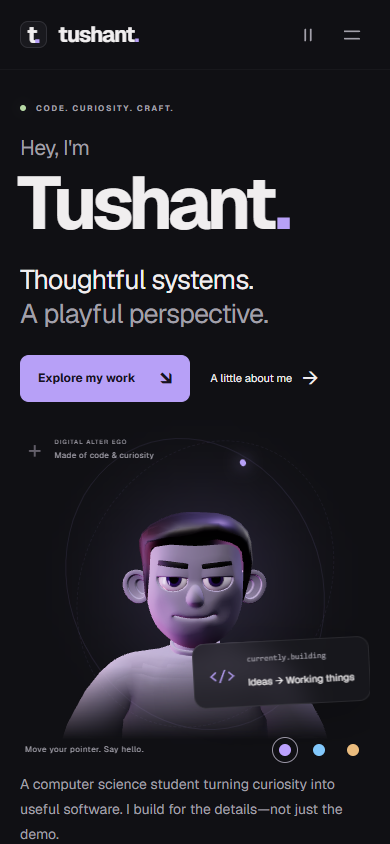 t. tushant.
CODE. CURIOSITY. CRAFT.
Hey, I'm
Tushant.
Thoughtful systems.
A playful perspective.
Explore my work
A little about me
DIGITAL ALTER EGO
Made of code & curiosity
currently.building
</> Ideas → Working things
Move your pointer. Say hello.
A computer science student turning curiosity into
useful software. I build for the details—not just the
demo.